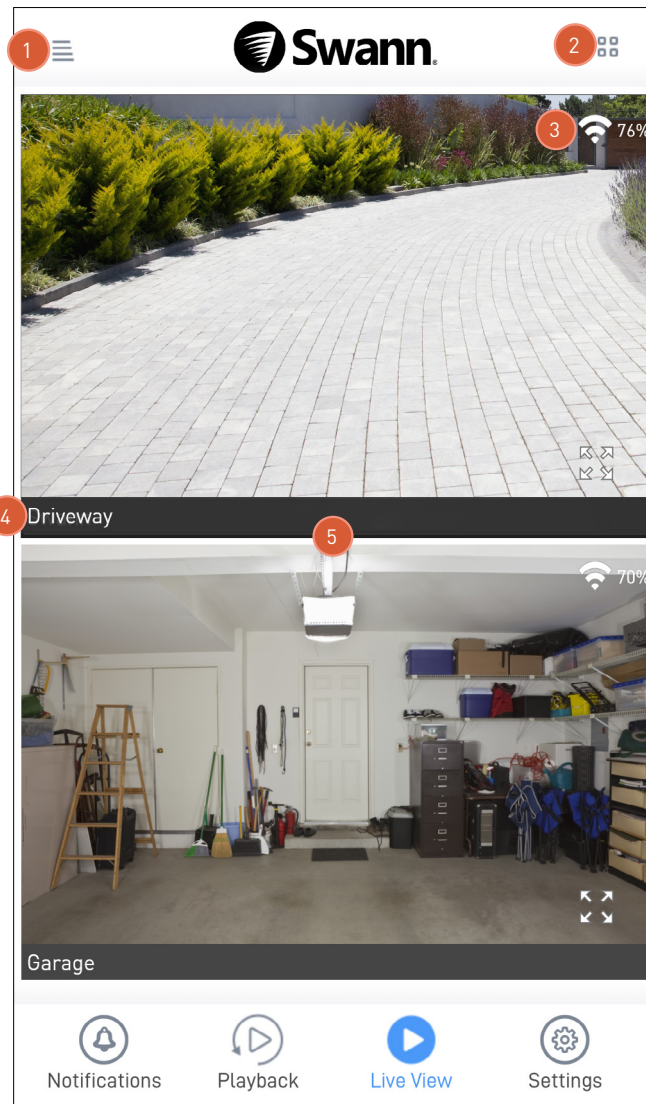 1
Swann
2
3
76%
4
Driveway
5
70%
Garage
Notifications
Playback
Live View
Settings